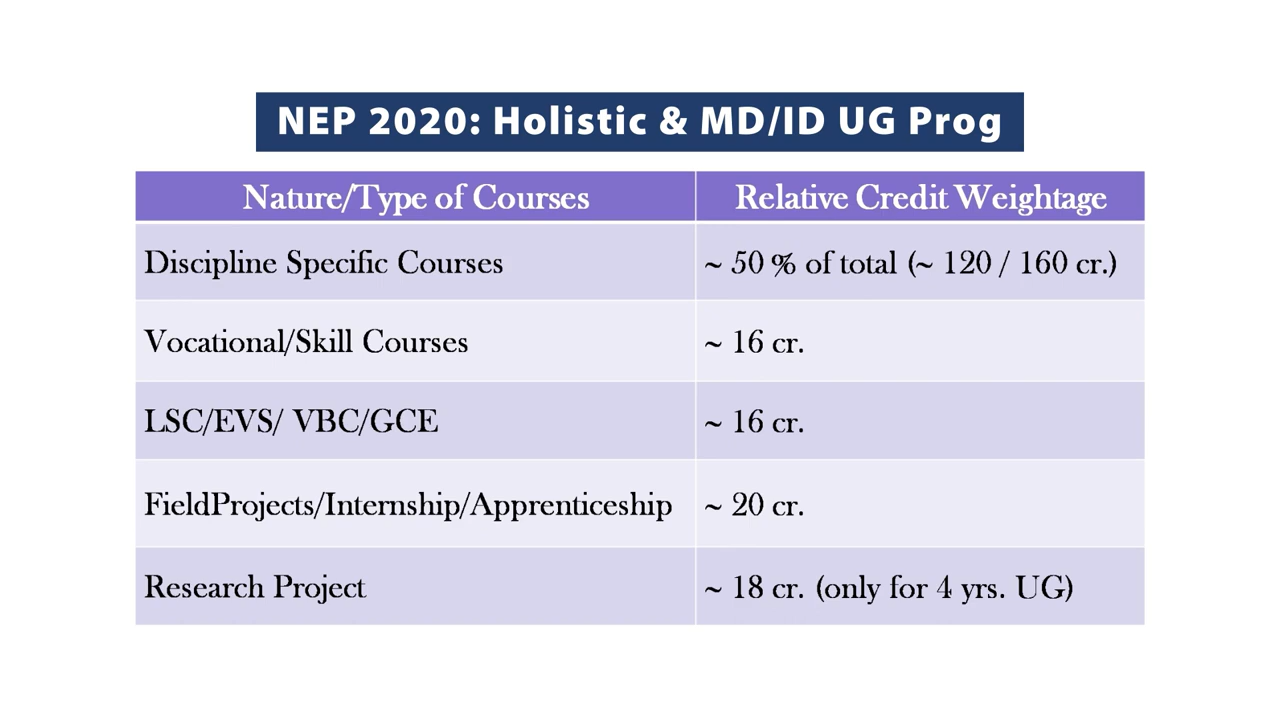 NEP 2020: Holistic & MD/ID UG Prog
Nature/Type of Courses Relative Credit Weightage
Discipline Specific Courses ~ 50 % of total (~ 120 / 160 cr.)
Vocational/Skill Courses ~ 16 cr.
LSC/EVS/ VBC/GCE ~ 16 cr.
FieldProjects/Internship/Apprenticeship ~ 20 cr.
Research Project ~ 18 cr. (only for 4 yrs. UG)